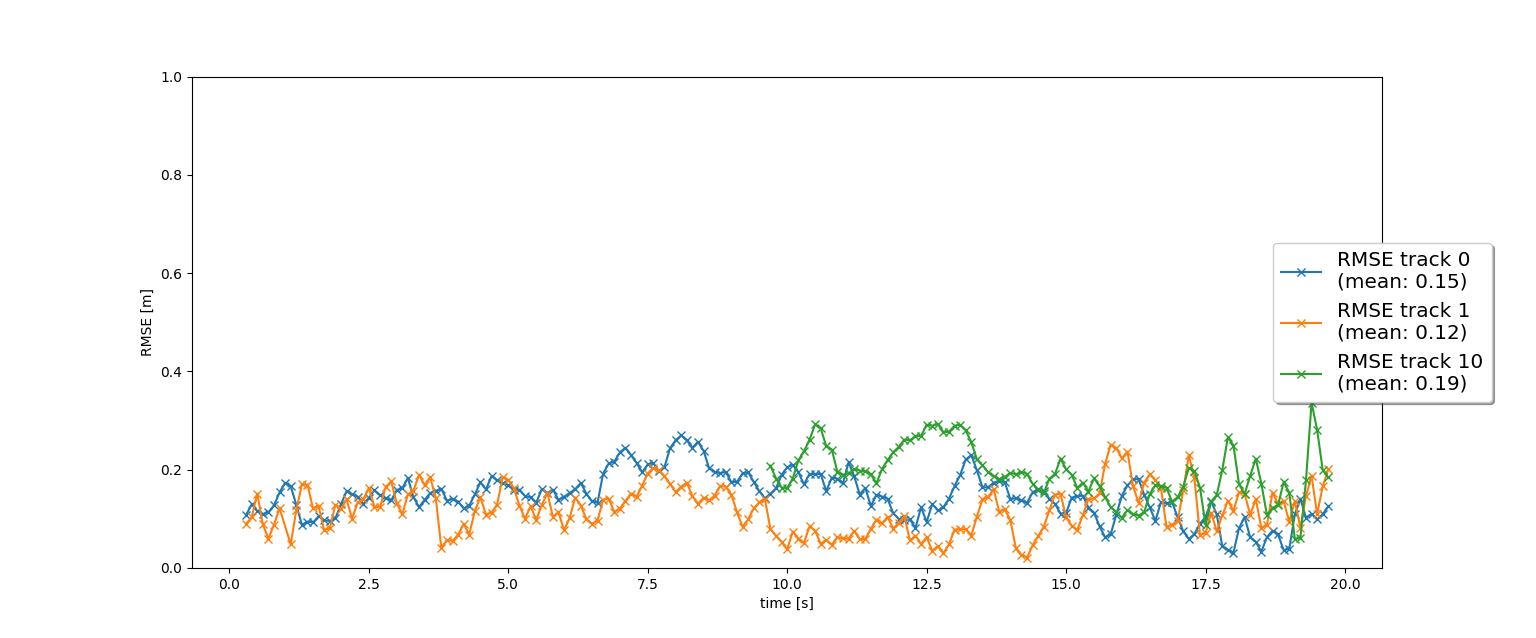 1.0
0.8
0.6
0.4
0.2
0.0
RMSE [m]
RMSE track 0
(mean: 0.15)
RMSE track 1
(mean: 0.12)
RMSE track 10
(mean: 0.19)
0.0 2.5 5.0 7.5 10.0 12.5 15.0 17.5 20.0
time [s]